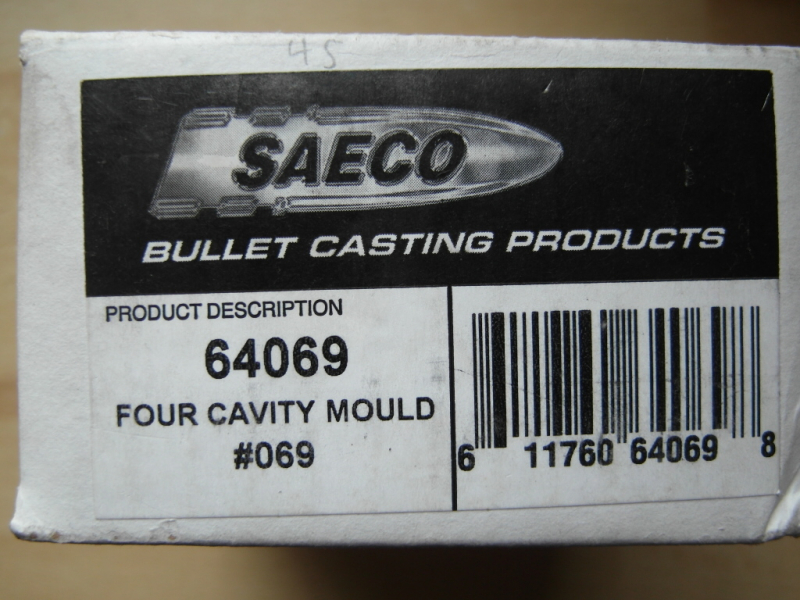 45
SAECO
BULLET CASTING PRODUCTS
PRODUCT DESCRIPTION
64069
FOUR CAVITY MOULD
#069
6 11760 64069 8